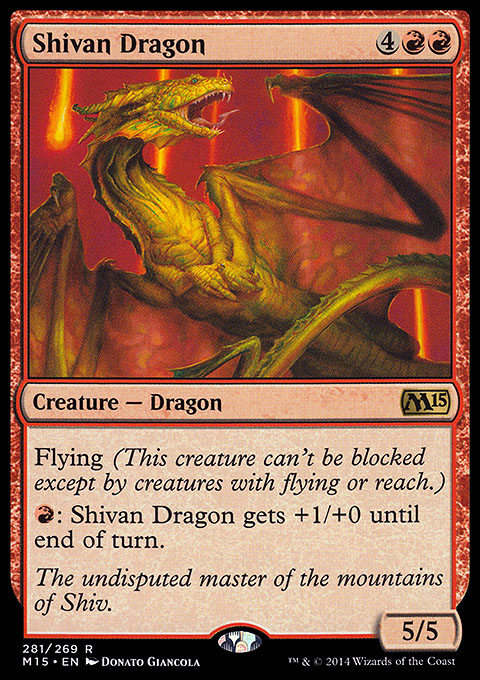 Shivan Dragon 4
Creature — Dragon M15
Flying (This creature can't be blocked
except by creatures with flying or reach.)
: Shivan Dragon gets +1/+0 until
end of turn.
The undisputed master of the mountains
of Shiv.
5/5
281/269 R
M15 • EN Donato Giancola ™ & © 2014 Wizards of the Coast